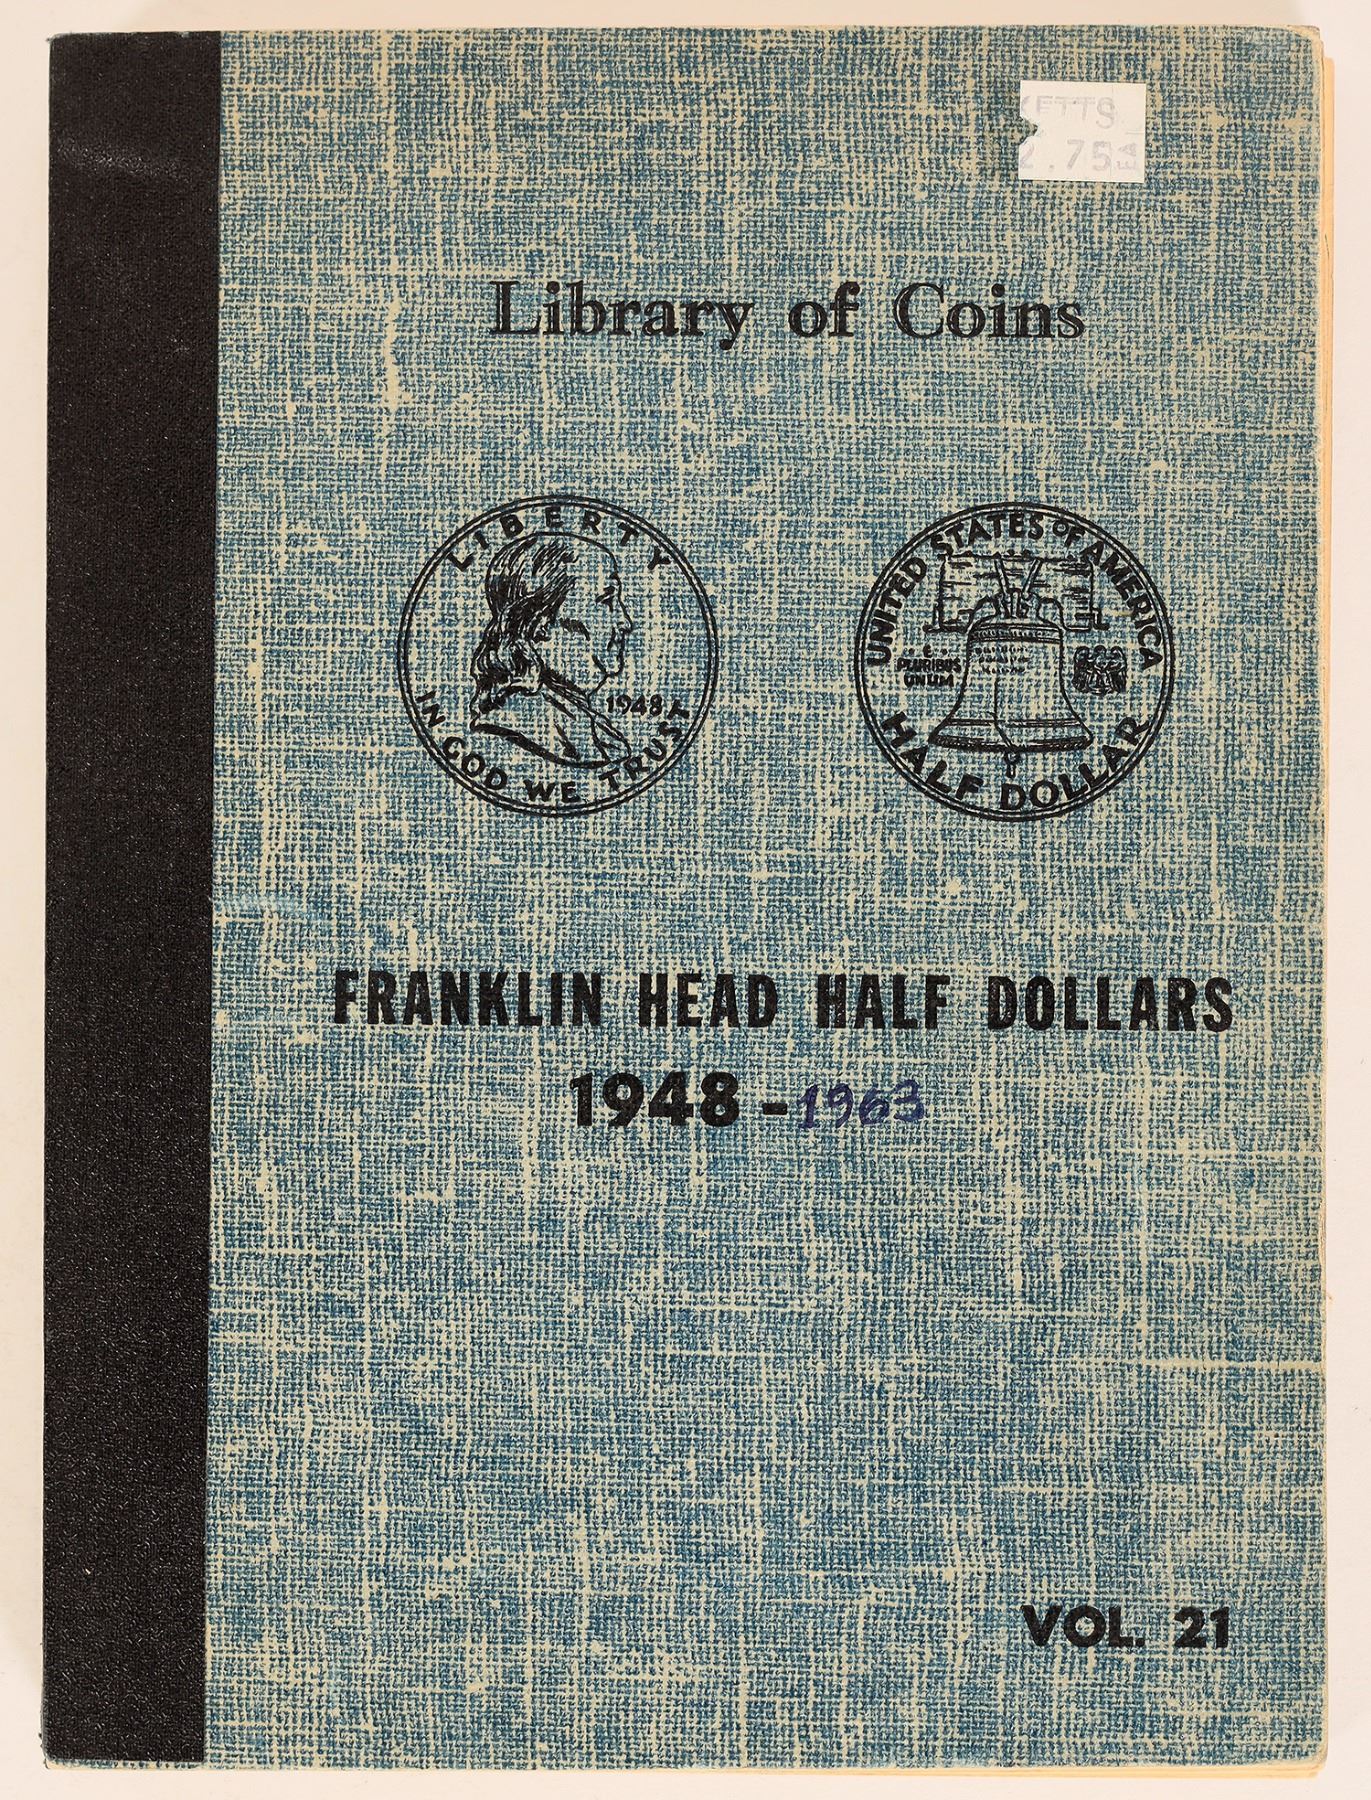 2.75 EA
Library of Coins
LIBERTY
IN GOD WE TRUST
1948
UNITED STATES OF AMERICA
E
PLURIBUS
UNUM
HALF DOLLAR
FRANKLIN HEAD HALF DOLLARS
1948 - 1963
VOL. 21